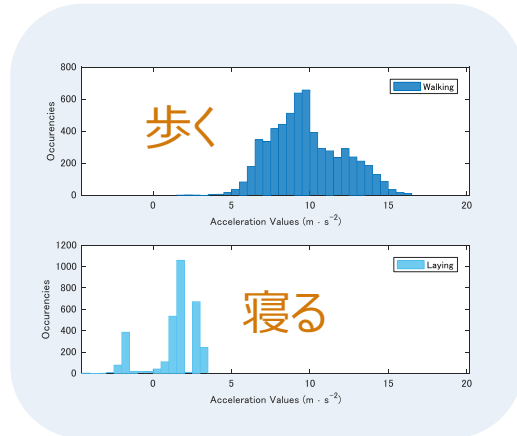 800
600
400
200
0
Occurencies
歩く
Walking
0 5 10 15 20
Acceleration Values (m · s⁻²)
1200
1000
800
600
400
200
0
Occurencies
寝る
Laying
0 5 10 15 20
Acceleration Values (m · s⁻²)